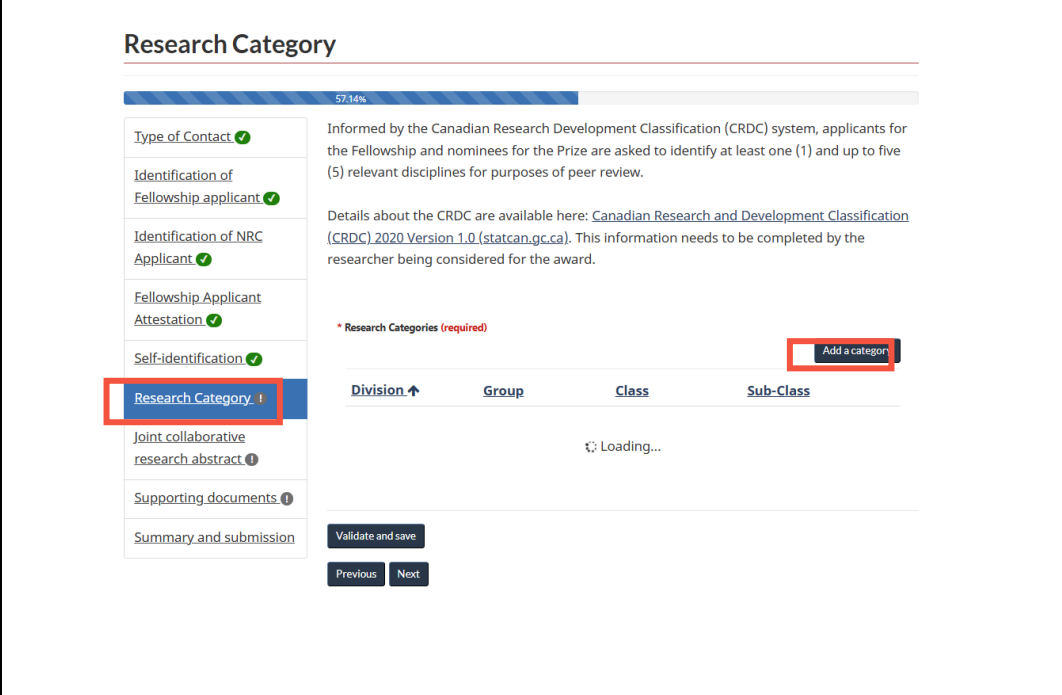 Research Category
57.14%
Type of Contact
Identification of
Fellowship applicant
Identification of NRC
Applicant
Fellowship Applicant
Attestation
Self-identification
Research Category
Joint collaborative
research abstract
Supporting documents
Summary and submission
Informed by the Canadian Research Development Classification (CRDC) system, applicants for
the Fellowship and nominees for the Prize are asked to identify at least one (1) and up to five
(5) relevant disciplines for purposes of peer review.
Details about the CRDC are available here: Canadian Research and Development Classification
(CRDC) 2020 Version 1.0 (statcan.gc.ca). This information needs to be completed by the
researcher being considered for the award.
* Research Categories (required)
Add a category
Division Group Class Sub-Class
Loading...
Validate and save
Previous Next